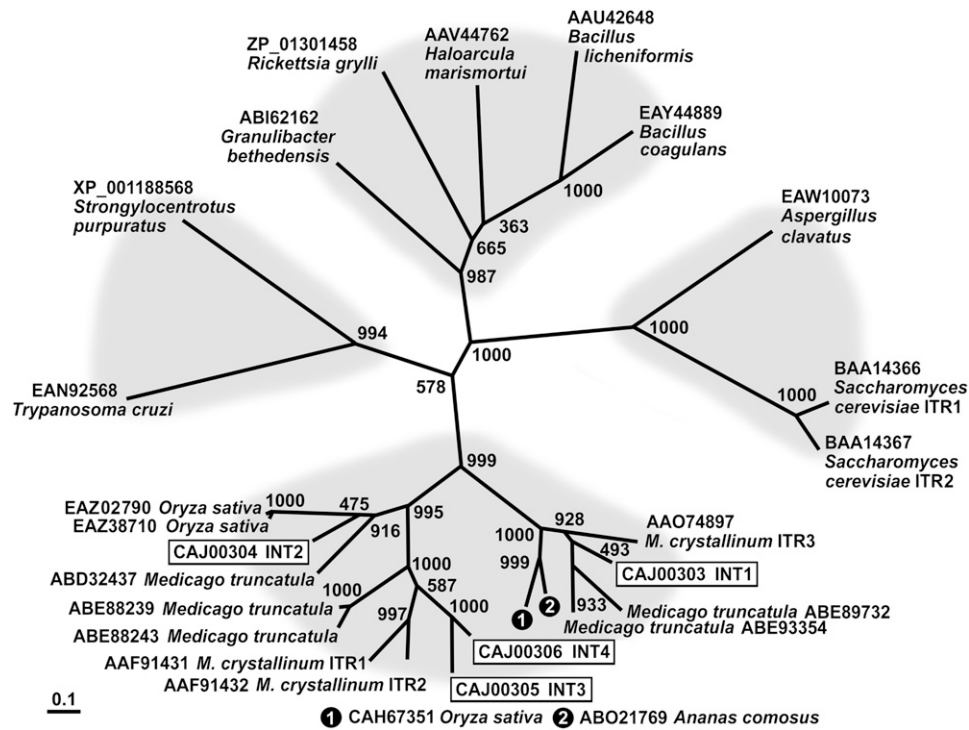 AAU42648
Bacillus
licheniformis
AAV44762
Haloarcula
marismortui
ZP_01301458
Rickettsia grylli
EAY44889
Bacillus
coagulans
ABI62162
Granulibacter
bethedensis
1000
XP_001188568
Strongylocentrotus
purpuratus
EAW10073
Aspergillus
clavatus
363
665
987
994
1000
1000
578
EAN92568
Trypanosoma cruzi
BAA14366
Saccharomyces
cerevisiae ITR1
1000
BAA14367
Saccharomyces
cerevisiae ITR2
999
EAZ02790 Oryza sativa
1000
475
995
EAZ38710 Oryza sativa
916
CAJ00304 INT2
ABD32437 Medicago truncatula
1000
1000
587
ABE88239 Medicago truncatula
997
1000
ABE88243 Medicago truncatula
AAF91431 M. crystallinum ITR1
AAF91432 M. crystallinum ITR2
1000
928
AAO74897
M. crystallinum ITR3
999
493
CAJ00303 INT1
933
Medicago truncatula ABE89732
Medicago truncatula ABE93354
1
2
CAJ00306 INT4
CAJ00305 INT3
0.1
1 CAH67351 Oryza sativa 2 ABO21769 Ananas comosus